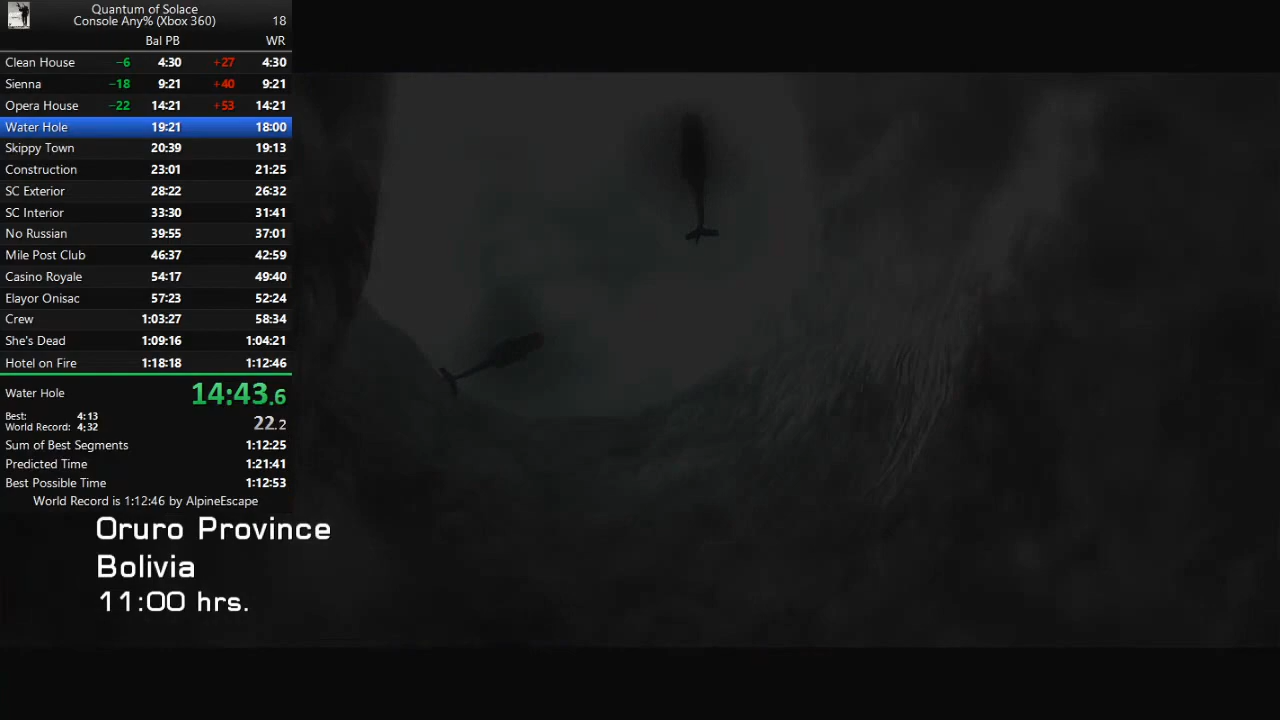 Quantum of Solace
Console Any% (Xbox 360) 18
Bal PB WR
Clean House −6 4:30 +27 4:30
Sienna −18 9:21 +40 9:21
Opera House −22 14:21 +53 14:21
Water Hole 19:21 18:00
Skippy Town 20:39 19:13
Construction 23:01 21:25
SC Exterior 28:22 26:32
SC Interior 33:30 31:41
No Russian 39:55 37:01
Mile Post Club 46:37 42:59
Casino Royale 54:17 49:40
Elayor Onisac 57:23 52:24
Crew 1:03:27 58:34
She's Dead 1:09:16 1:04:21
Hotel on Fire 1:18:18 1:12:46
Water Hole 14:43.6
Best: 4:13
World Record: 4:32 22.2
Sum of Best Segments 1:12:25
Predicted Time 1:21:41
Best Possible Time 1:12:53
World Record is 1:12:46 by AlpineEscape
Oruro Province
Bolivia
11:00 hrs.